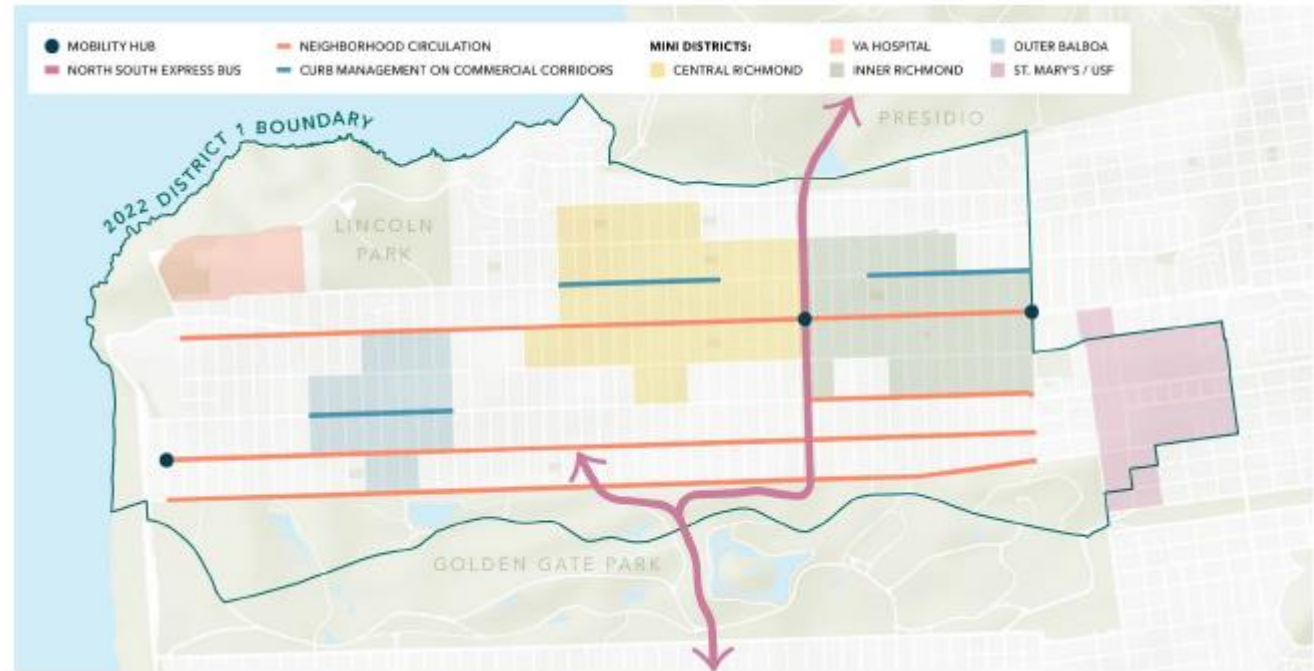 MOBILITY HUB
NORTH SOUTH EXPRESS BUS
NEIGHBORHOOD CIRCULATION
CURB MANAGEMENT ON COMMERCIAL CORRIDORS
MINI DISTRICTS:
CENTRAL RICHMOND
VA HOSPITAL
INNER RICHMOND
OUTER BALBOA
ST. MARY'S / USF
2022 DISTRICT 1 BOUNDARY
PRESIDIO
LINCOLN
PARK
GOLDEN GATE PARK